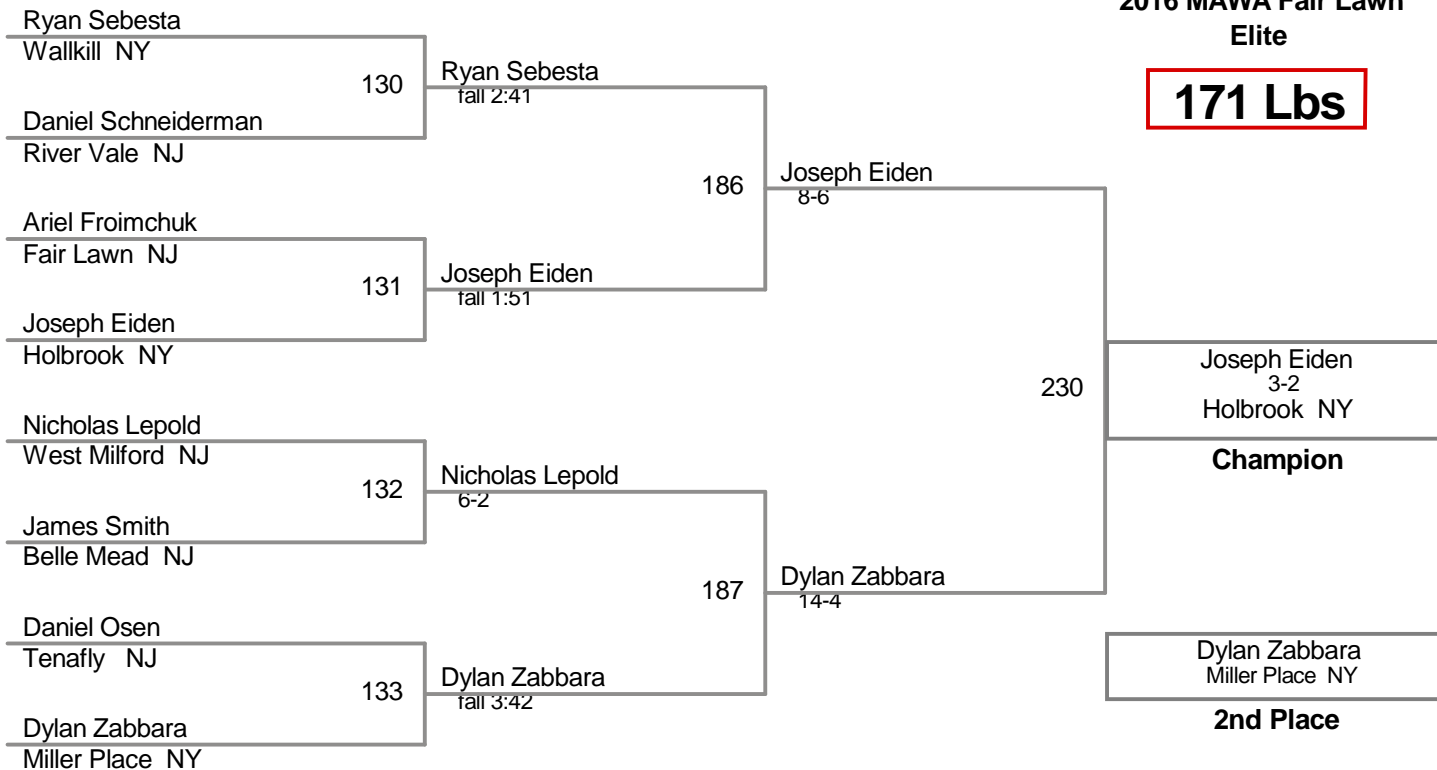 2016 MAWA Fair Lawn
Elite
171 Lbs
Ryan Sebesta
Wallkill NY
130
Daniel Schneiderman
River Vale NJ
Ryan Sebesta
fall 2:41
Ariel Froimchuk
Fair Lawn NJ
131
Joseph Eiden
Holbrook NY
Joseph Eiden
fall 1:51
186
Joseph Eiden
8-6
Nicholas Lepold
West Milford NJ
132
James Smith
Belle Mead NJ
Nicholas Lepold
6-2
Daniel Osen
Tenafly NJ
133
Dylan Zabbara
Miller Place NY
Dylan Zabbara
fall 3:42
187
Dylan Zabbara
14-4
230
Joseph Eiden
3-2
Holbrook NY
Champion
Dylan Zabbara
Miller Place NY
2nd Place